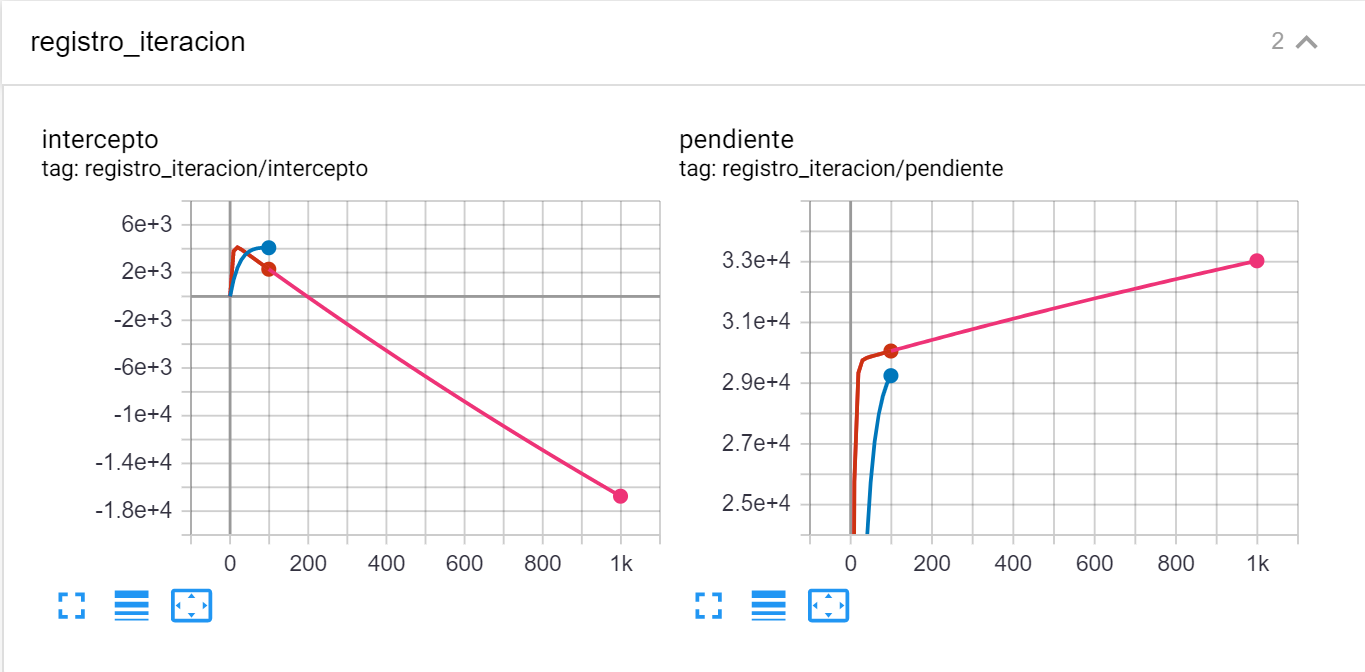 registro_iteracion
2
intercepto
tag: registro_iteracion/intercepto
6e+3
2e+3
-2e+3
-6e+3
-1e+4
-1.4e+4
-1.8e+4
0 200 400 600 800 1k
pendiente
tag: registro_iteracion/pendiente
3.3e+4
3.1e+4
2.9e+4
2.7e+4
2.5e+4
0 200 400 600 800 1k